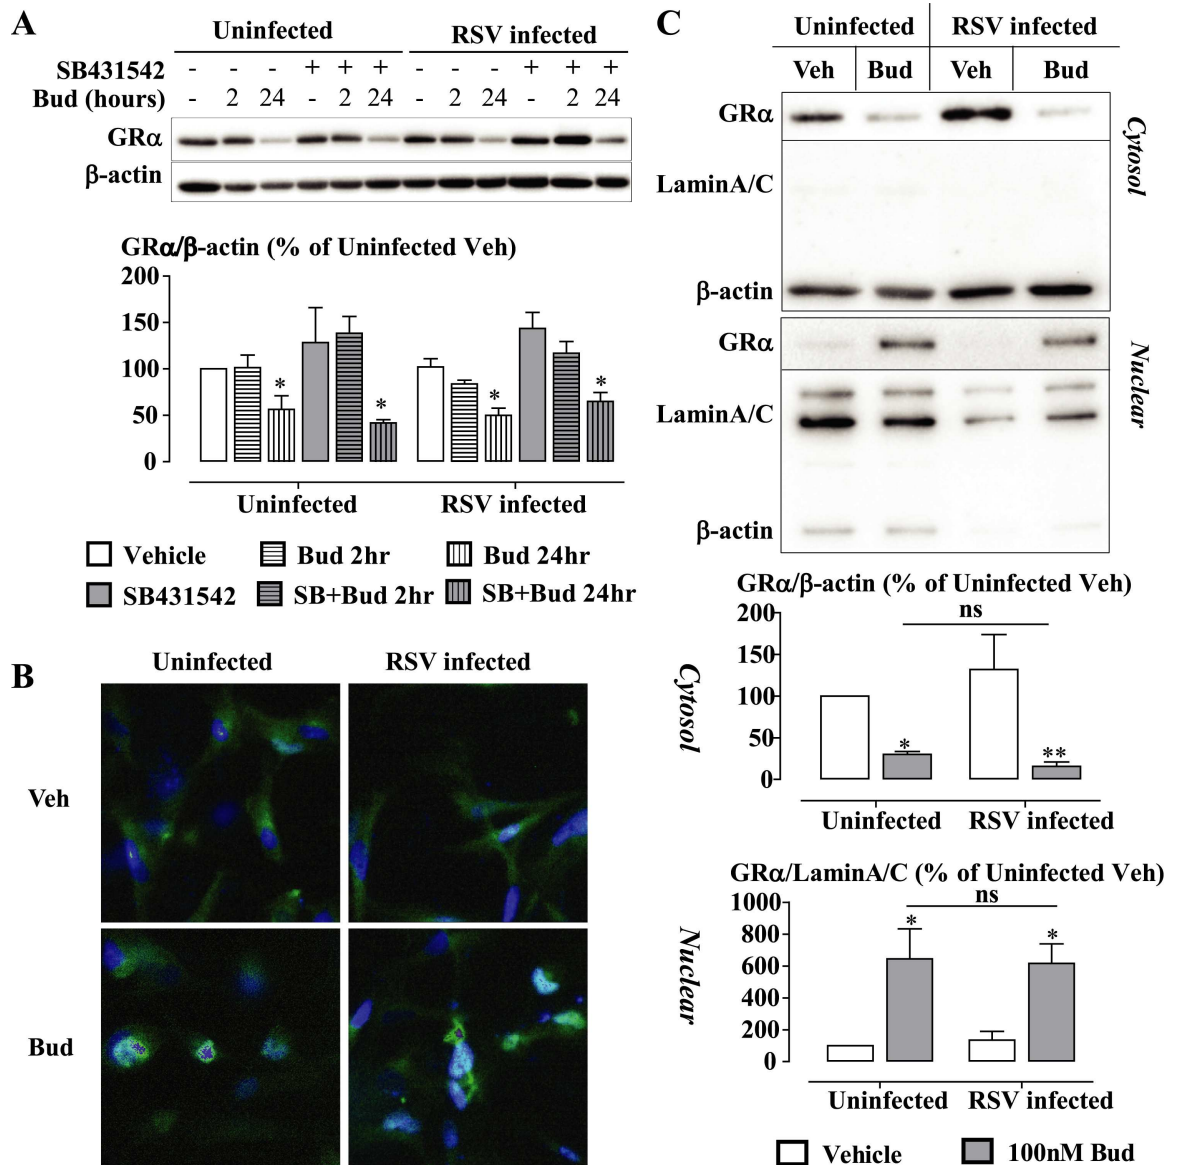 A
Uninfected RSV infected
SB431542 - - - + + + - - - + + +
Bud (hours) - 2 24 - 2 24 - 2 24 - 2 24
GRα
β-actin
GRα/β-actin (% of Uninfected Veh)
200
150
100
50
0
* * * *
Uninfected RSV infected
Vehicle Bud 2hr Bud 24hr
SB431542 SB+Bud 2hr SB+Bud 24hr
B
Uninfected RSV infected
Veh
Bud
C
Uninfected RSV infected
Veh Bud Veh Bud
GRα
LaminA/C
β-actin
Cytosol
GRα
LaminA/C
β-actin
Nuclear
GRα/β-actin (% of Uninfected Veh)
ns
200
150
100
50
0
* **
Cytosol
Uninfected RSV infected
GRα/LaminA/C (% of Uninfected Veh)
ns
1000
800
600
400
200
0
* *
Nuclear
Uninfected RSV infected
Vehicle 100nM Bud